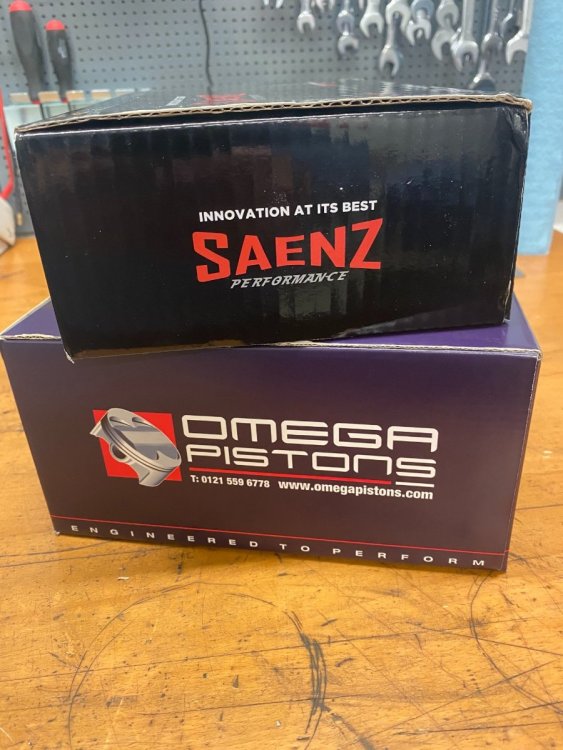 INNOVATION AT ITS BEST
SAENZ
PERFORMANCE
OMEGA
PISTONS
T: 0121 559 6778 www.omegapistons.com
ENGINEERED TO PERFORM